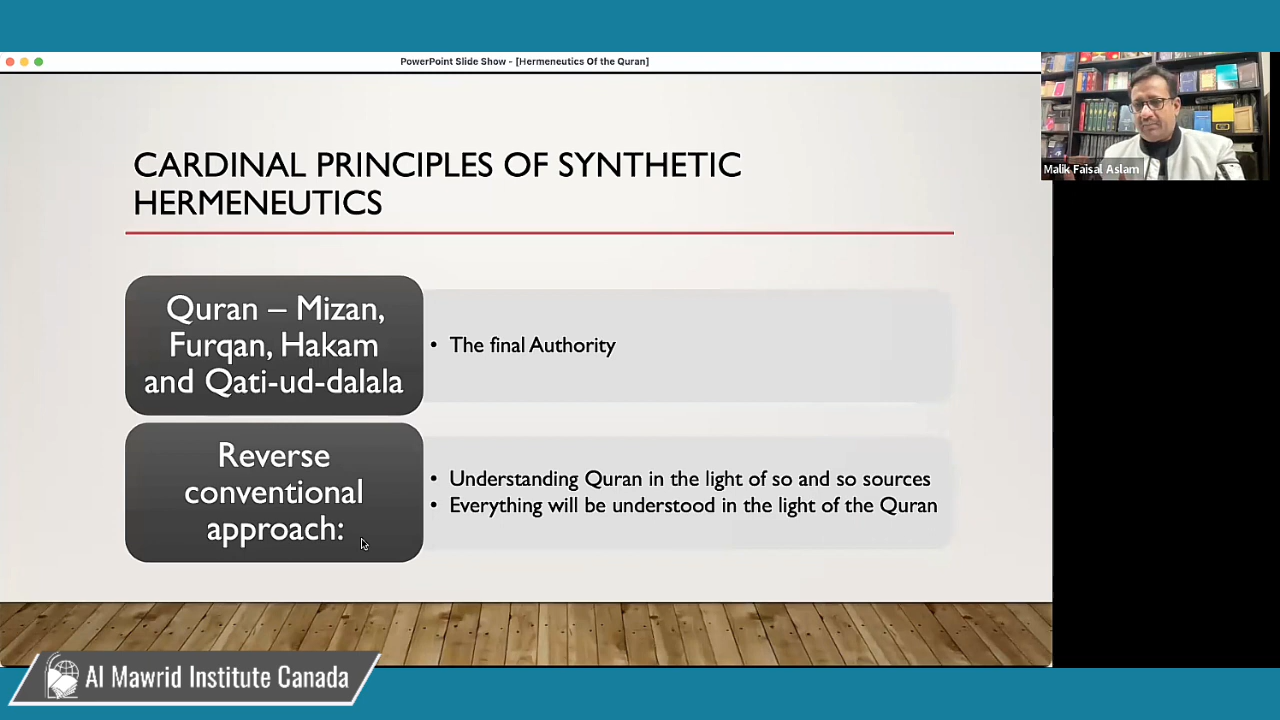 PowerPoint Slide Show - [Hermeneutics Of the Quran]
Malik Faisal Aslam
CARDINAL PRINCIPLES OF SYNTHETIC
HERMENEUTICS
Quran – Mizan,
Furqan, Hakam
and Qati-ud-dalala
• The final Authority
Reverse
conventional
approach:
• Understanding Quran in the light of so and so sources
• Everything will be understood in the light of the Quran
Al Mawrid Institute Canada